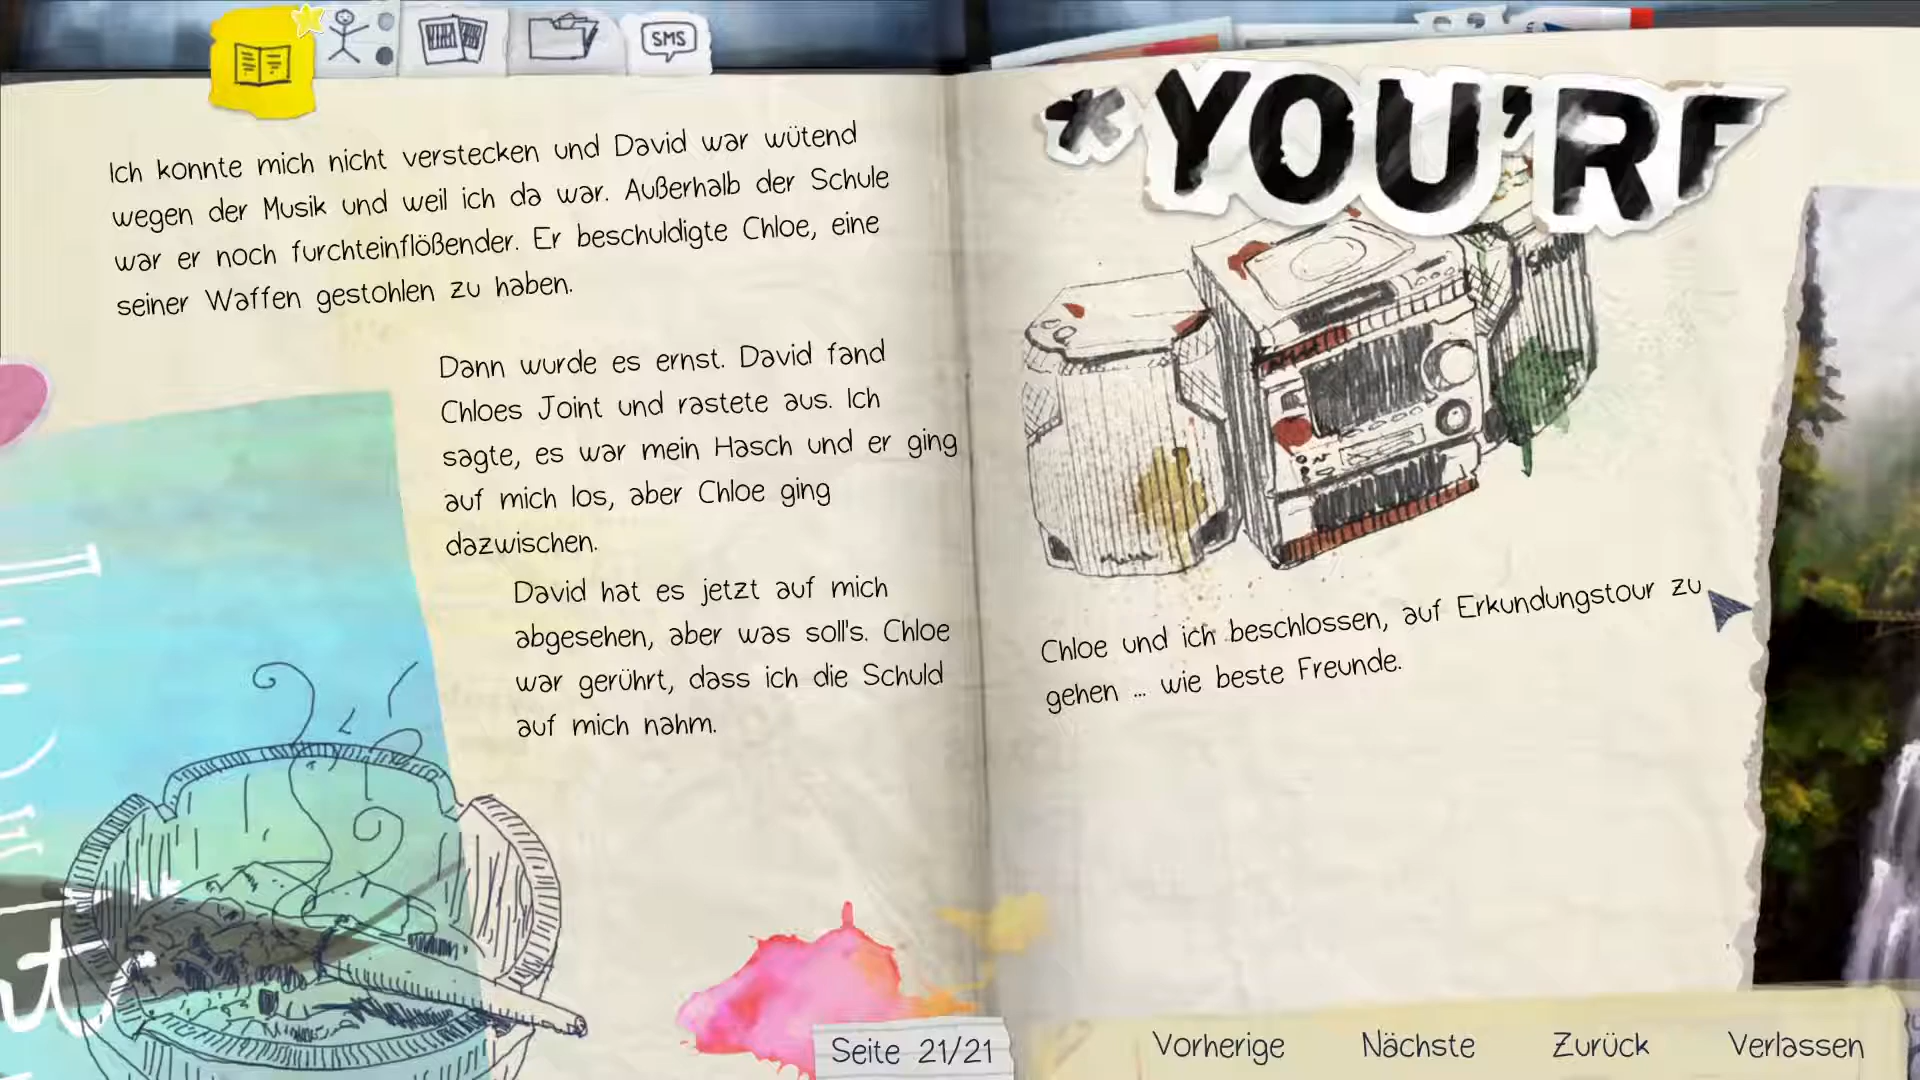 SMS
Ich konnte mich nicht verstecken und David war wütend
wegen der Musik und weil ich da war. Außerhalb der Schule
war er noch furchteinflößender. Er beschuldigte Chloe, eine
seiner Waffen gestohlen zu haben.
Dann wurde es ernst. David fand
Chloes Joint und rastete aus. Ich
sagte, es war mein Hasch und er ging
auf mich los, aber Chloe ging
dazwischen.
David hat es jetzt auf mich
abgesehen, aber was soll's. Chloe
war gerührt, dass ich die Schuld
auf mich nahm.
*YOU'RE
Chloe und ich beschlossen, auf Erkundungstour zu
gehen ... wie beste Freunde.
Seite 21/21
Vorherige
Nächste
Zurück
Verlassen